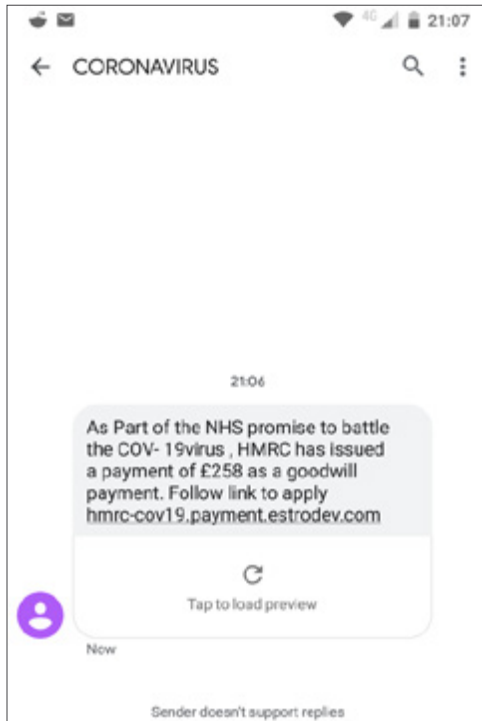 4G 21:07
CORONAVIRUS
21:06
As Part of the NHS promise to battle
the COV- 19virus , HMRC has issued
a payment of £258 as a goodwill
payment. Follow link to apply
hmrc-cov19.payment.estrodev.com
Tap to load preview
Now
Sender doesn't support replies